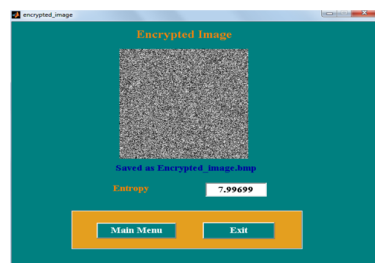 encrypted_image
Encrypted Image
Saved as Encrypted_image.bmp
Entropy 7.99699
Main Menu Exit